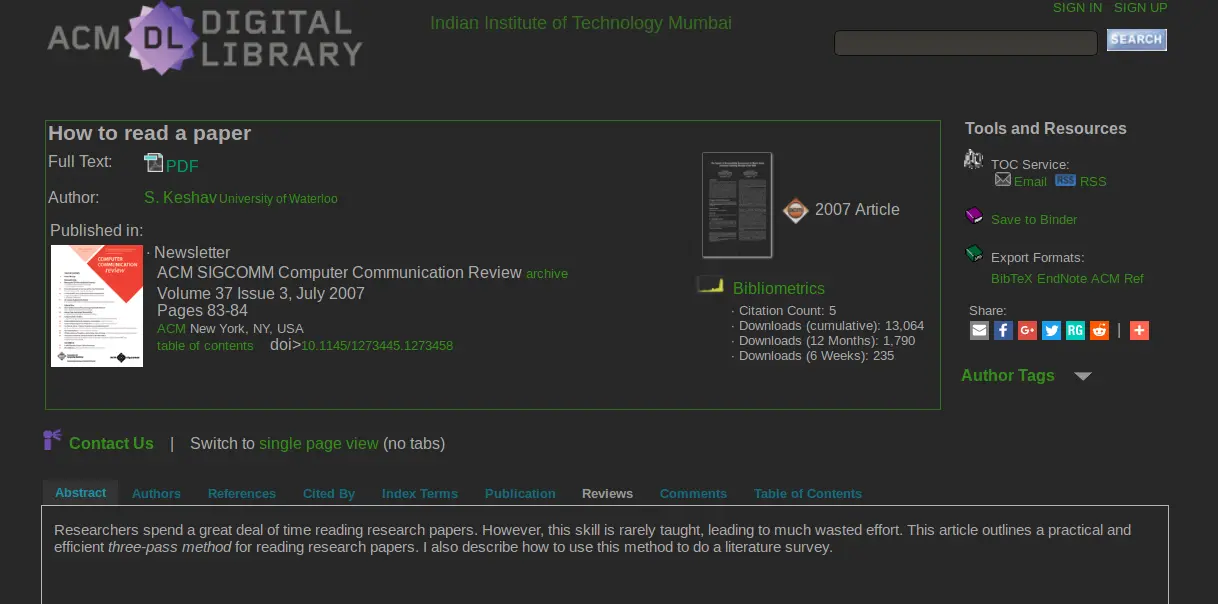 SIGN IN SIGN UP
ACM DL DIGITAL LIBRARY
Indian Institute of Technology Mumbai
SEARCH
How to read a paper
Full Text: PDF
Author: S. Keshav University of Waterloo
Published in:
COMPUTER COMMUNICATION review
· Newsletter
ACM SIGCOMM Computer Communication Review archive
Volume 37 Issue 3, July 2007
Pages 83-84
ACM New York, NY, USA
table of contents doi>10.1145/1273445.1273458
2007 Article
Bibliometrics
· Citation Count: 5
· Downloads (cumulative): 13,064
· Downloads (12 Months): 1,790
· Downloads (6 Weeks): 235
Tools and Resources
TOC Service:
Email RSS RSS
Save to Binder
Export Formats:
BibTeX EndNote ACM Ref
Share:
f G+ RG | +
Author Tags
Contact Us | Switch to single page view (no tabs)
Abstract Authors References Cited By Index Terms Publication Reviews Comments Table of Contents
Researchers spend a great deal of time reading research papers. However, this skill is rarely taught, leading to much wasted effort. This article outlines a practical and
efficient three-pass method for reading research papers. I also describe how to use this method to do a literature survey.